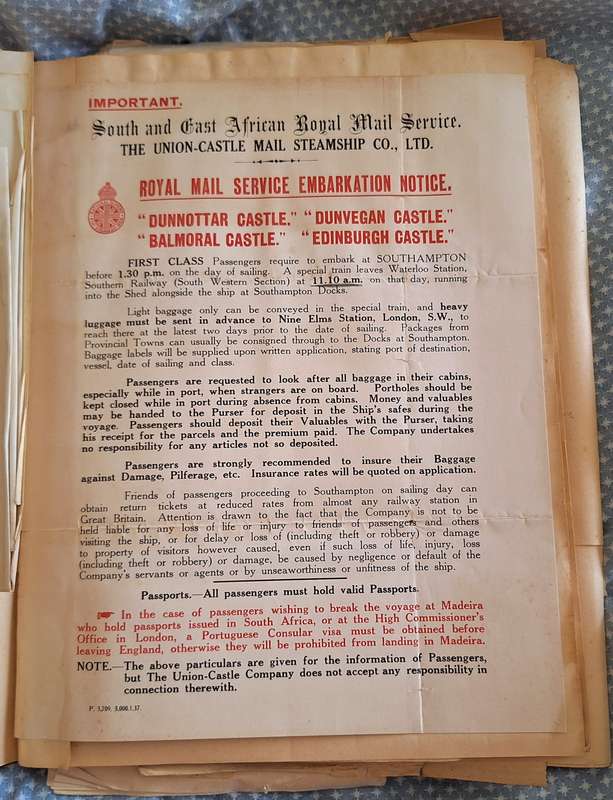 IMPORTANT.
South and East African Royal Mail Service.
THE UNION-CASTLE MAIL STEAMSHIP CO., LTD.
ROYAL MAIL SERVICE EMBARKATION NOTICE.
"DUNNOTTAR CASTLE." "DUNVEGAN CASTLE."
"BALMORAL CASTLE." "EDINBURGH CASTLE."
FIRST CLASS Passengers require to embark at SOUTHAMPTON
before 1.30 p.m. on the day of sailing. A special train leaves Waterloo Station,
Southern Railway (South Western Section) at 11.10 a.m. on that day, running
into the Shed alongside the ship at Southampton Docks.
Light baggage only can be conveyed in the special train, and heavy
luggage must be sent in advance to Nine Elms Station, London, S.W., to
reach there at the latest two days prior to the date of sailing. Packages from
Provincial Towns can usually be consigned through to the Docks at Southampton.
Baggage labels will be supplied upon written application, stating port of destination,
vessel, date of sailing and class.
Passengers are requested to look after all baggage in their cabins,
especially while in port, when strangers are on board. Portholes should be
kept closed while in port during absence from cabins. Money and valuables
may be handed to the Purser for deposit in the Ship's safes during the
voyage. Passengers should deposit their Valuables with the Purser, taking
his receipt for the parcels and the premium paid. The Company undertakes
no responsibility for any articles not so deposited.
Passengers are strongly recommended to insure their Baggage
against Damage, Pilferage, etc. Insurance rates will be quoted on application.
Friends of passengers proceeding to Southampton on sailing day can
obtain return tickets at reduced rates from almost any railway station in
Great Britain. Attention is drawn to the fact that the Company is not to be
held liable for any loss of life or injury to friends of passengers and others
visiting the ship, or for delay or loss of (including theft or robbery) or damage
to property of visitors however caused, even if such loss of life, injury, loss
(including theft or robbery) or damage, be caused by negligence or default of the
Company's servants or agents or by unseaworthiness or unfitness of the ship.
Passports.—All passengers must hold valid Passports.
In the case of passengers wishing to break the voyage at Madeira
who hold passports issued in South Africa, or at the High Commissioner's
Office in London, a Portuguese Consular visa must be obtained before
leaving England, otherwise they will be prohibited from landing in Madeira.
NOTE.—The above particulars are given for the information of Passengers,
but The Union-Castle Company does not accept any responsibility in
connection therewith.
P. 3,209. 3,000.1.37.